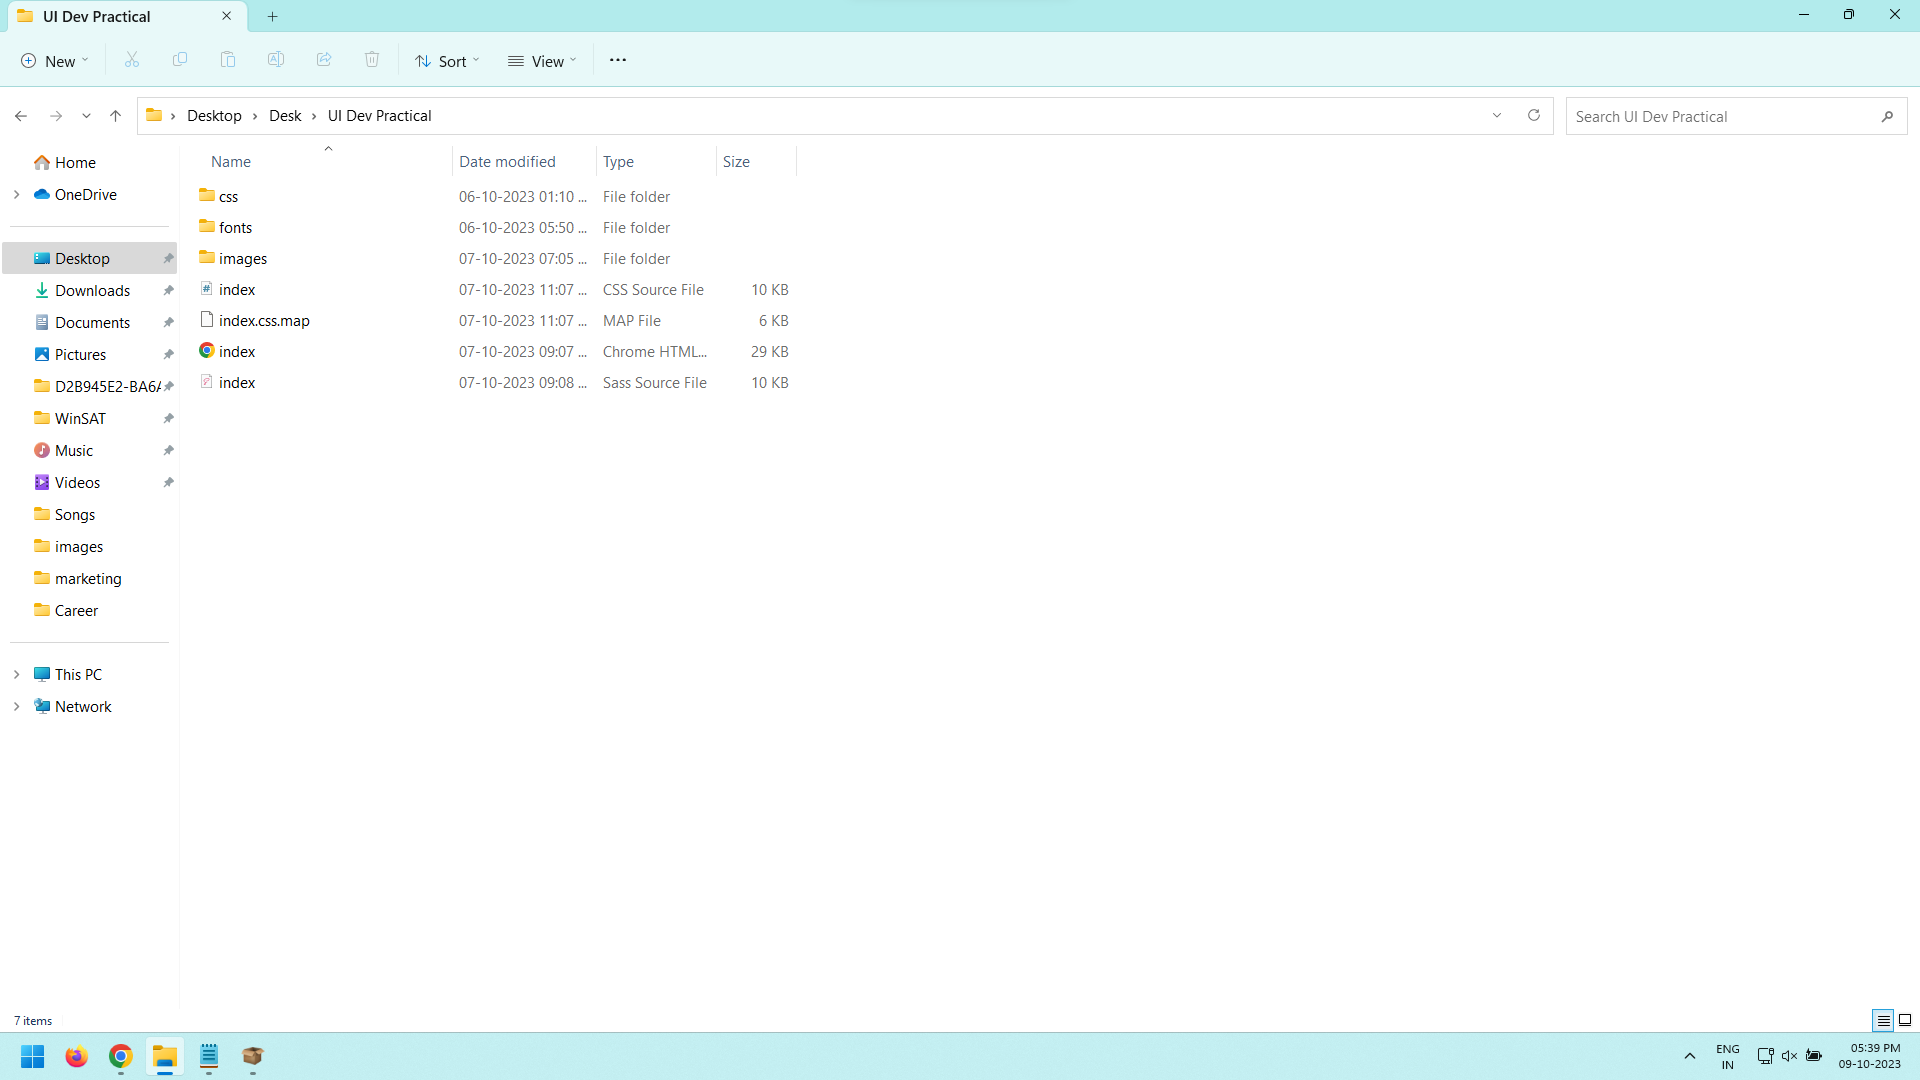 UI Dev Practical
New
Sort
View
Desktop
Desk
UI Dev Practical
Search UI Dev Practical
Home
OneDrive
Desktop
Downloads
Documents
Pictures
D2B945E2-BA6A
WinSAT
Music
Videos
Songs
images
marketing
Career
This PC
Network
Name Date modified Type Size
css 06-10-2023 01:10 ... File folder
fonts 06-10-2023 05:50 ... File folder
images 07-10-2023 07:05 ... File folder
index 07-10-2023 11:07 ... CSS Source File 10 KB
index.css.map 07-10-2023 11:07 ... MAP File 6 KB
index 07-10-2023 09:07 ... Chrome HTML... 29 KB
index 07-10-2023 09:08 ... Sass Source File 10 KB
7 items
ENG
IN
05:39 PM
09-10-2023